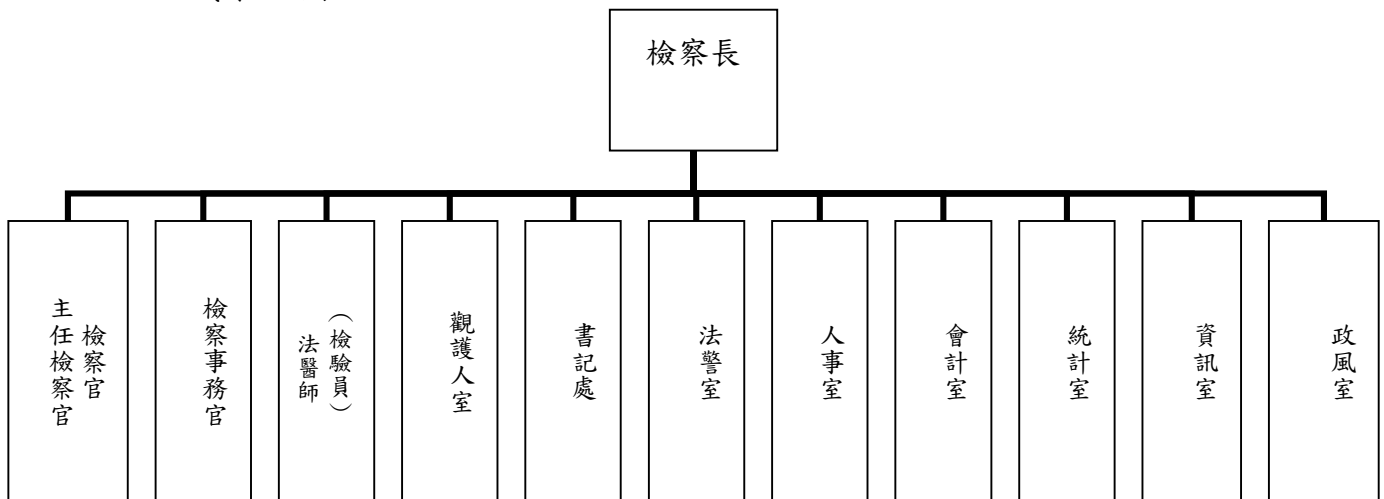 檢察長
主任檢察官
檢察官
檢察事務官
法醫師
（檢驗員）
觀護人室
書記處
法警室
人事室
會計室
統計室
資訊室
政風室